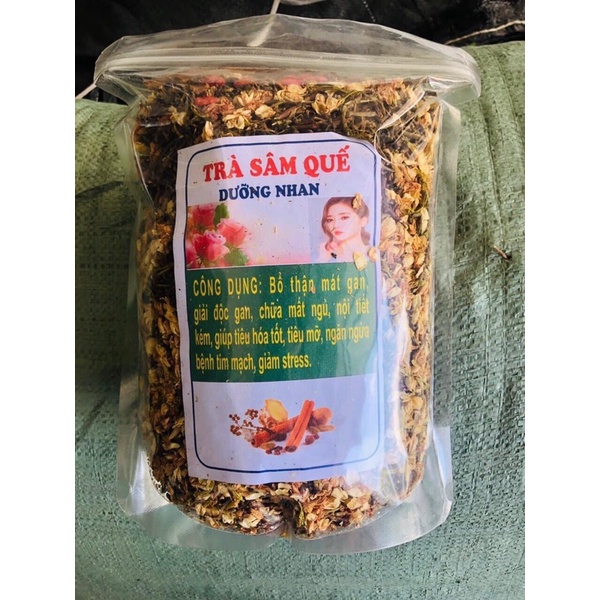 TRÀ SÂM QUẾ
DƯỠNG NHAN
CÔNG DỤNG: Bổ thận mát gan,
giải độc gan, chữa mất ngủ, nội tiết
kém, giúp tiêu hóa tốt, tiêu mỡ, ngăn ngừa
bệnh tim mạch, giảm stress.